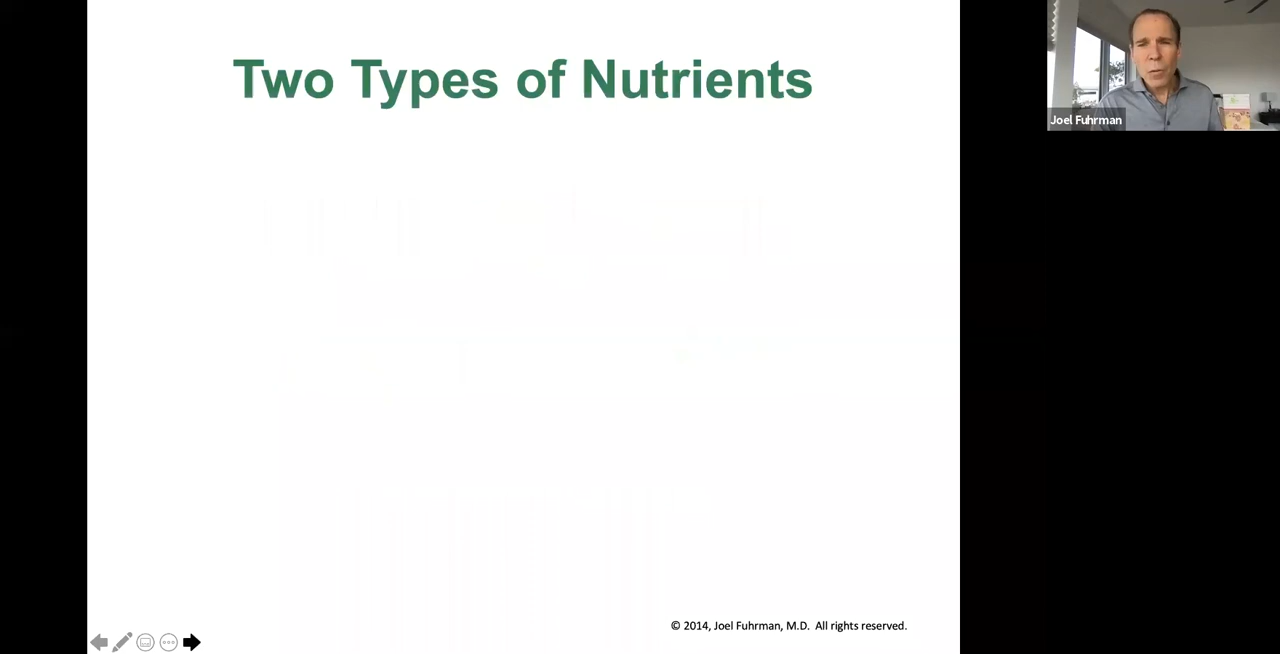 Two Types of Nutrients
Joel Fuhrman
© 2014, Joel Fuhrman, M.D. All rights reserved.